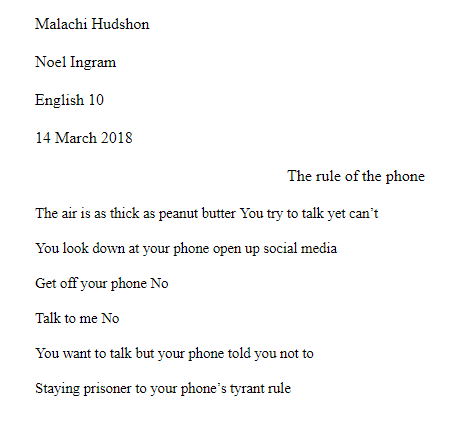 Malachi Hudshon
Noel Ingram
English 10
14 March 2018
The rule of the phone
The air is as thick as peanut butter You try to talk yet can’t
You look down at your phone open up social media
Get off your phone No
Talk to me No
You want to talk but your phone told you not to
Staying prisoner to your phone’s tyrant rule